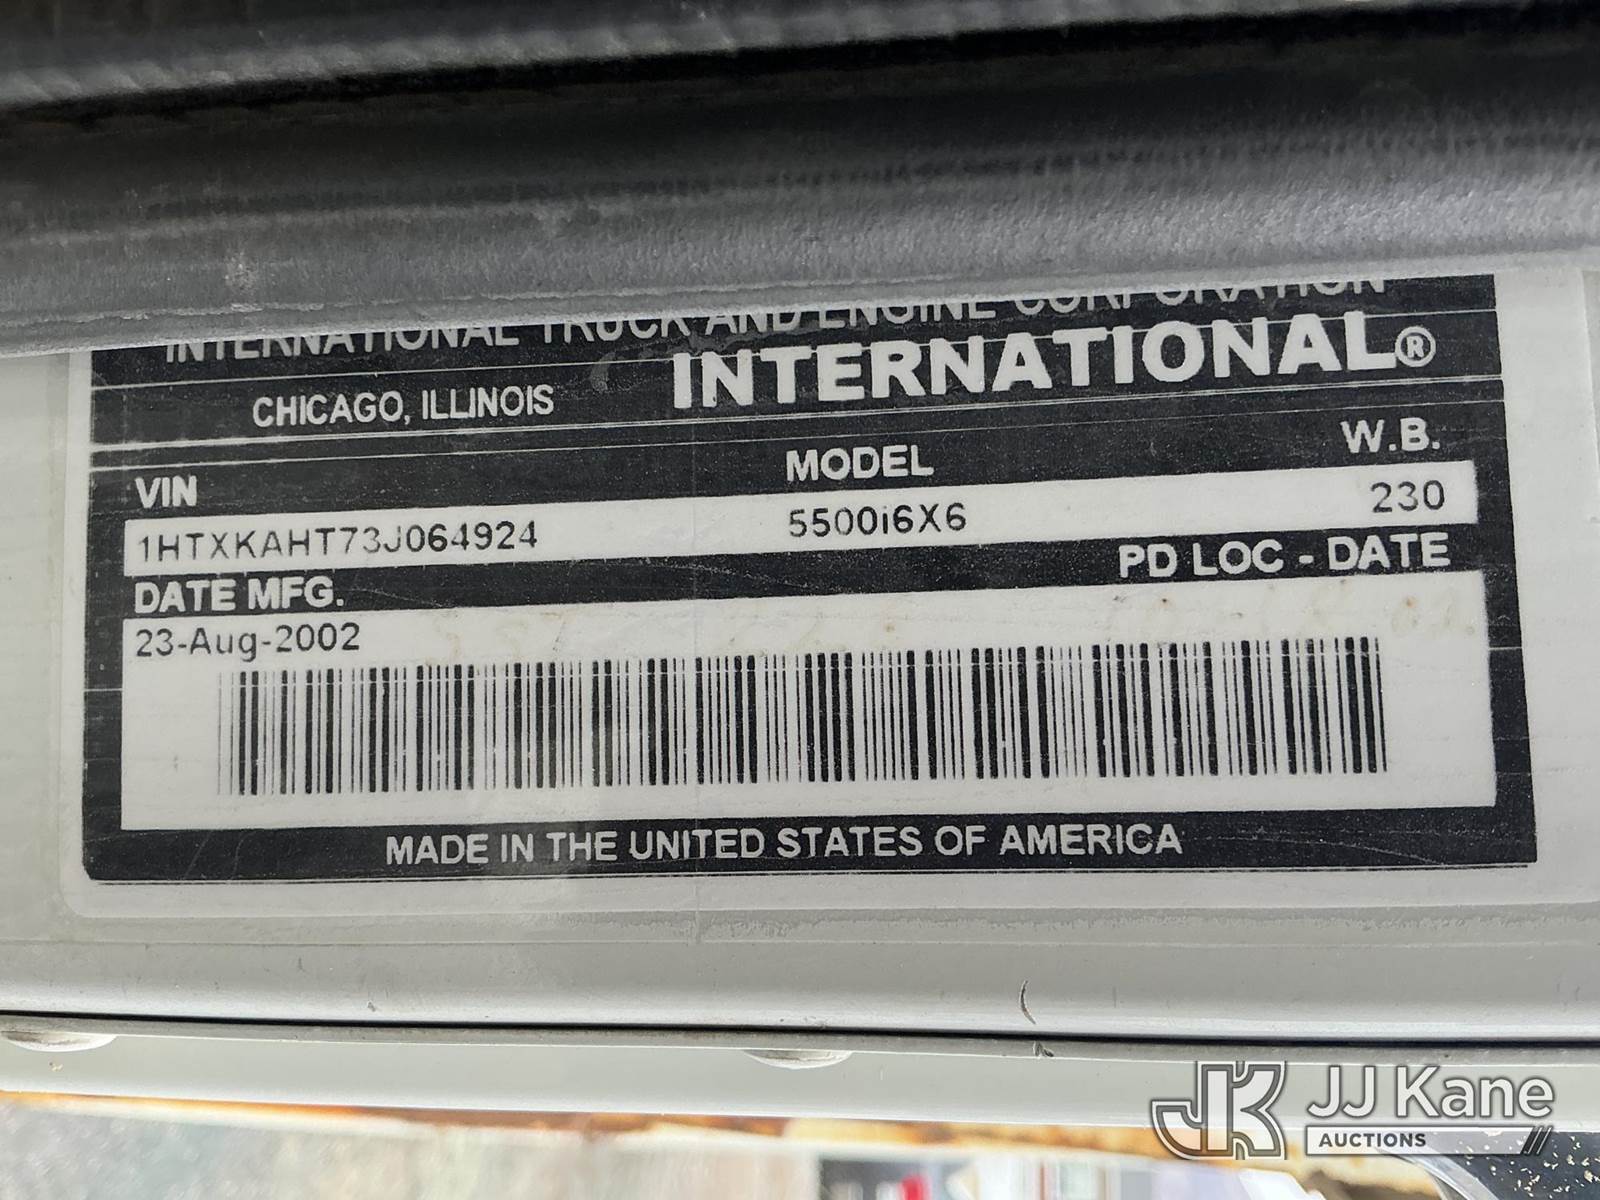 INTERNATIONAL TRUCK AND ENGINE CORPORATION
CHICAGO, ILLINOIS INTERNATIONAL®
VIN MODEL W.B.
1HTXKAHT73J064924 5500i6X6 230
DATE MFG. PD LOC - DATE
23-Aug-2002
MADE IN THE UNITED STATES OF AMERICA
JK JJ Kane
AUCTIONS